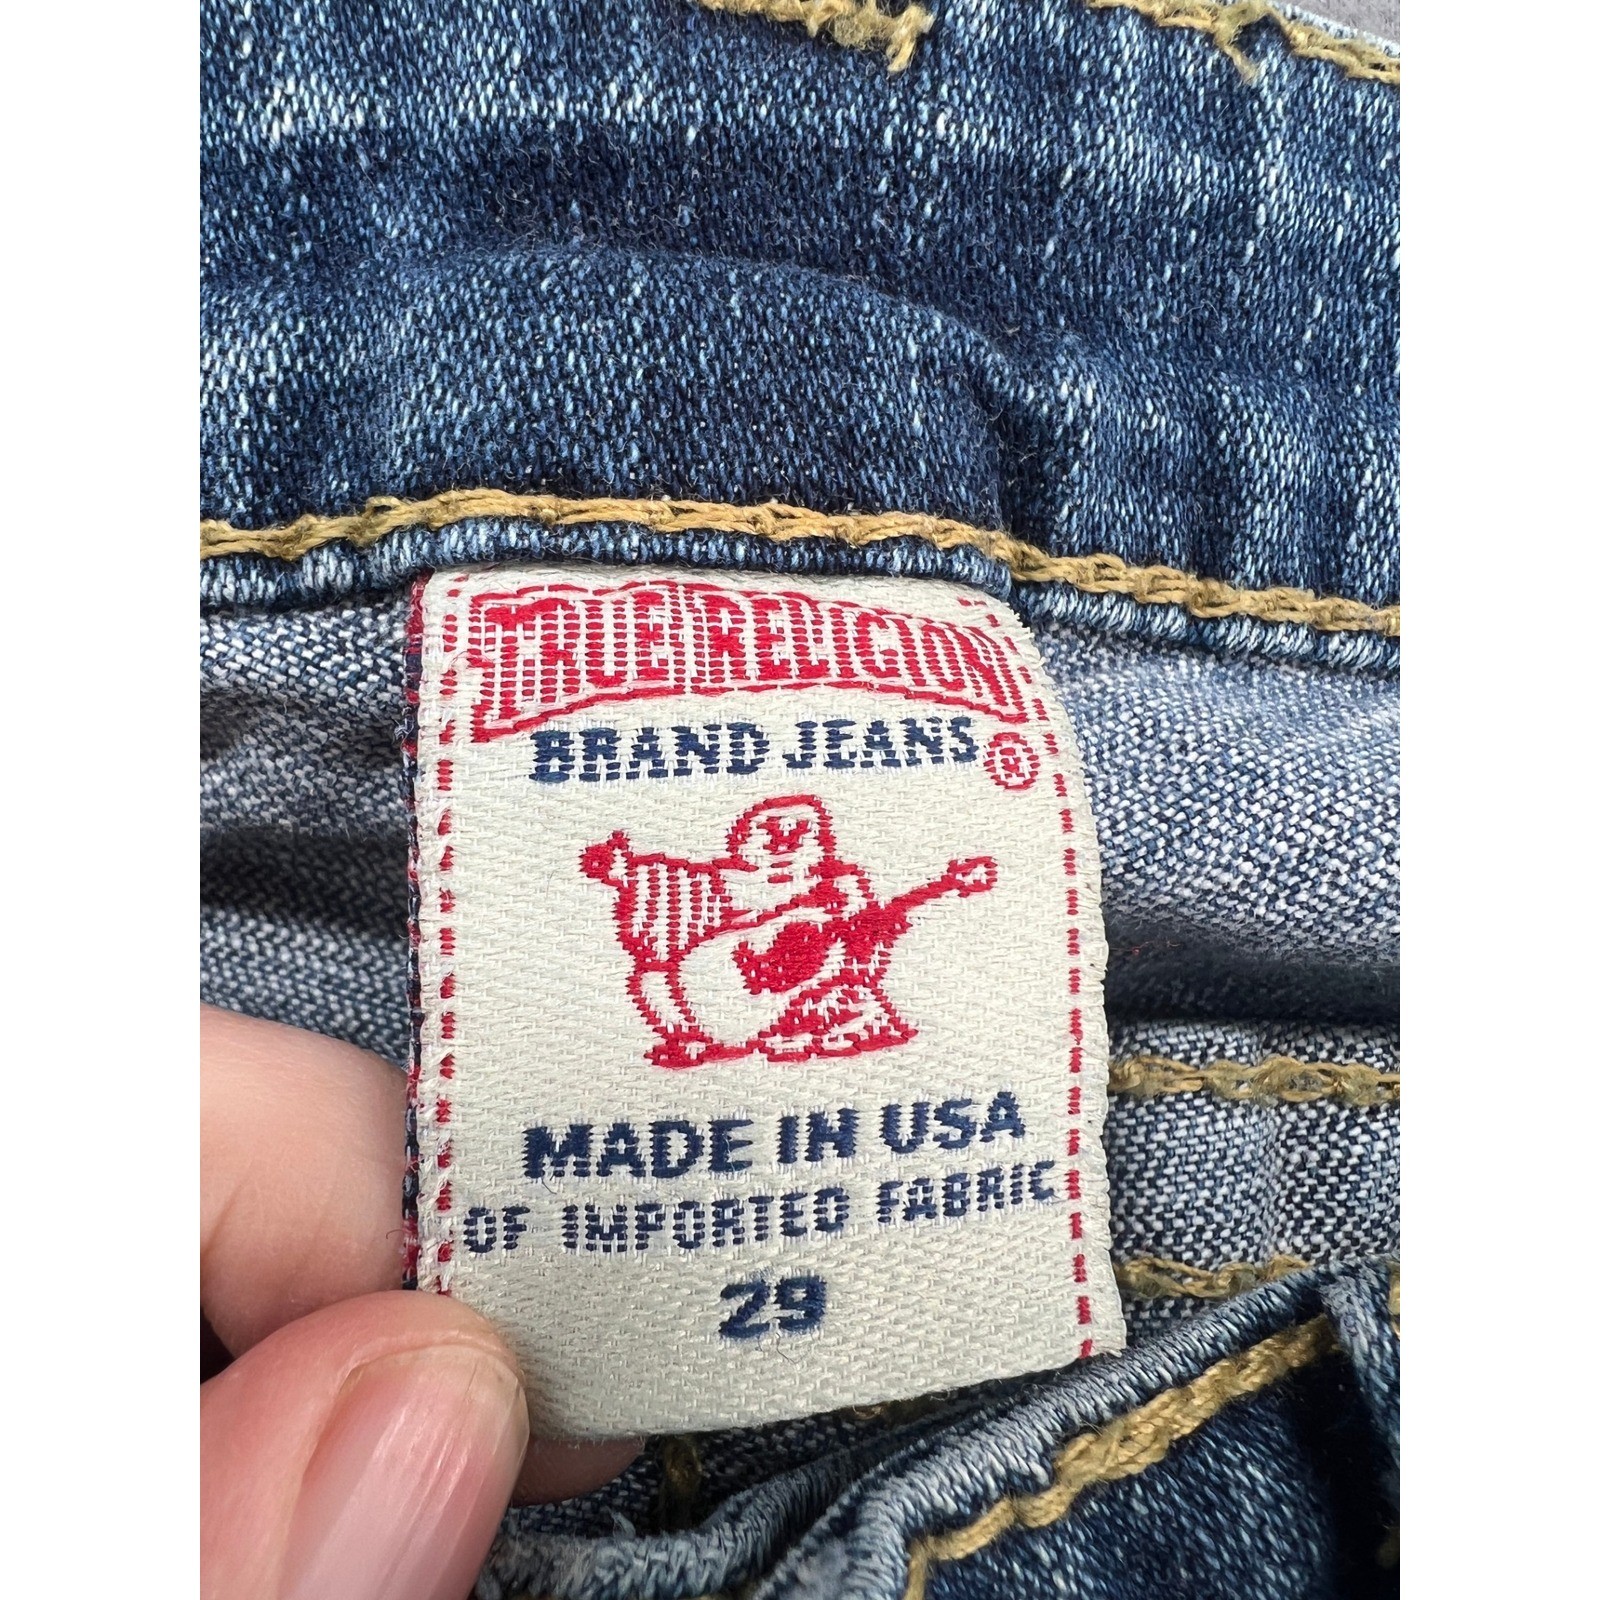 TRUE RELIGION
BRAND JEANS ®
MADE IN USA
OF IMPORTED FABRIC
29